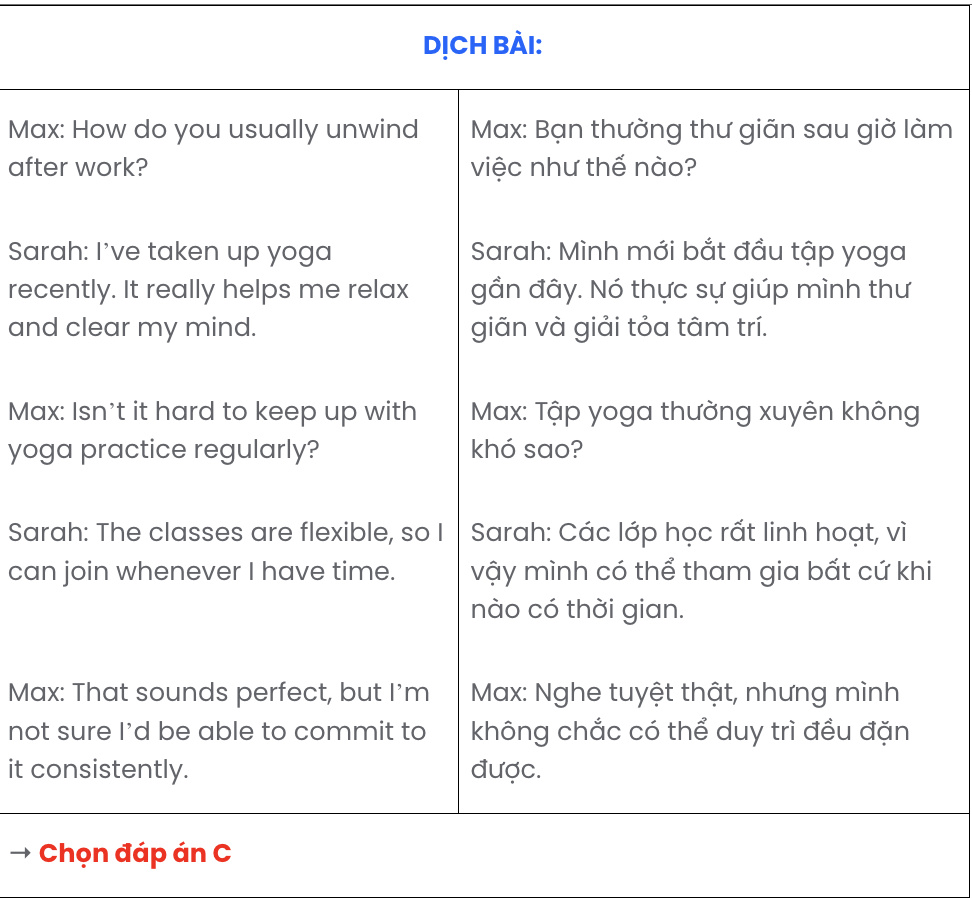 DỊCH BÀI:
Max: How do you usually unwind
after work?
Sarah: I’ve taken up yoga
recently. It really helps me relax
and clear my mind.
Max: Isn’t it hard to keep up with
yoga practice regularly?
Sarah: The classes are flexible, so I
can join whenever I have time.
Max: That sounds perfect, but I’m
not sure I’d be able to commit to
it consistently.
Max: Bạn thường thư giãn sau giờ làm
việc như thế nào?
Sarah: Mình mới bắt đầu tập yoga
gần đây. Nó thực sự giúp mình thư
giãn và giải tỏa tâm trí.
Max: Tập yoga thường xuyên không
khó sao?
Sarah: Các lớp học rất linh hoạt, vì
vậy mình có thể tham gia bất cứ khi
nào có thời gian.
Max: Nghe tuyệt thật, nhưng mình
không chắc có thể duy trì đều đặn
được.
→ Chọn đáp án C